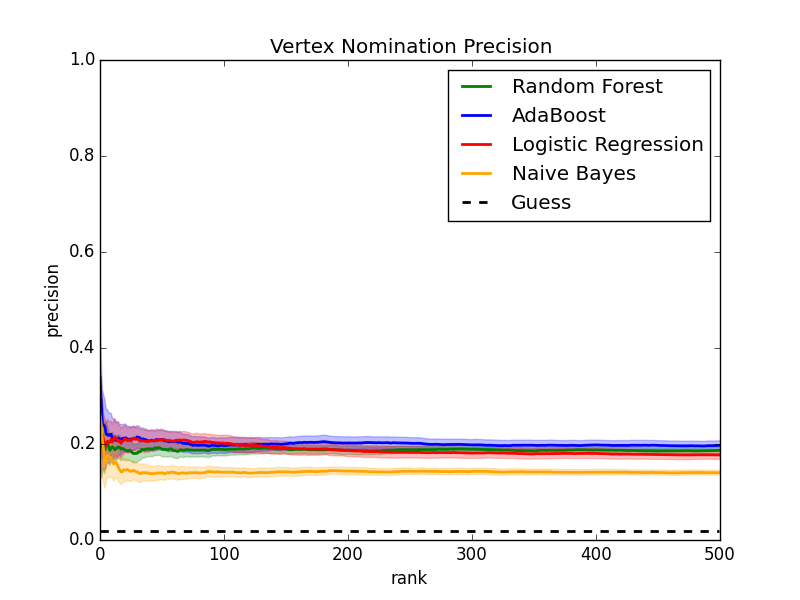 Vertex Nomination Precision
1.0
0.8
0.6
0.4
0.2
0.0
precision
Random Forest
AdaBoost
Logistic Regression
Naive Bayes
Guess
0
100
200
300
400
500
rank